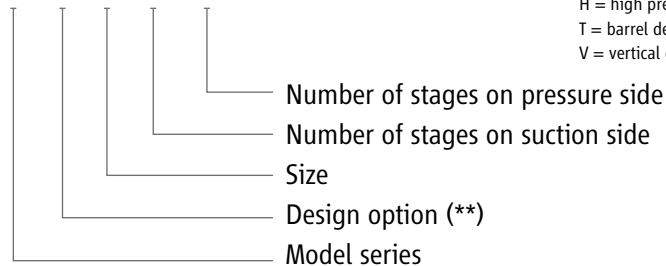 H = high pre
T = barrel de
V = vertical
Number of stages on pressure side
Number of stages on suction side
Size
Design option (**)
Model series